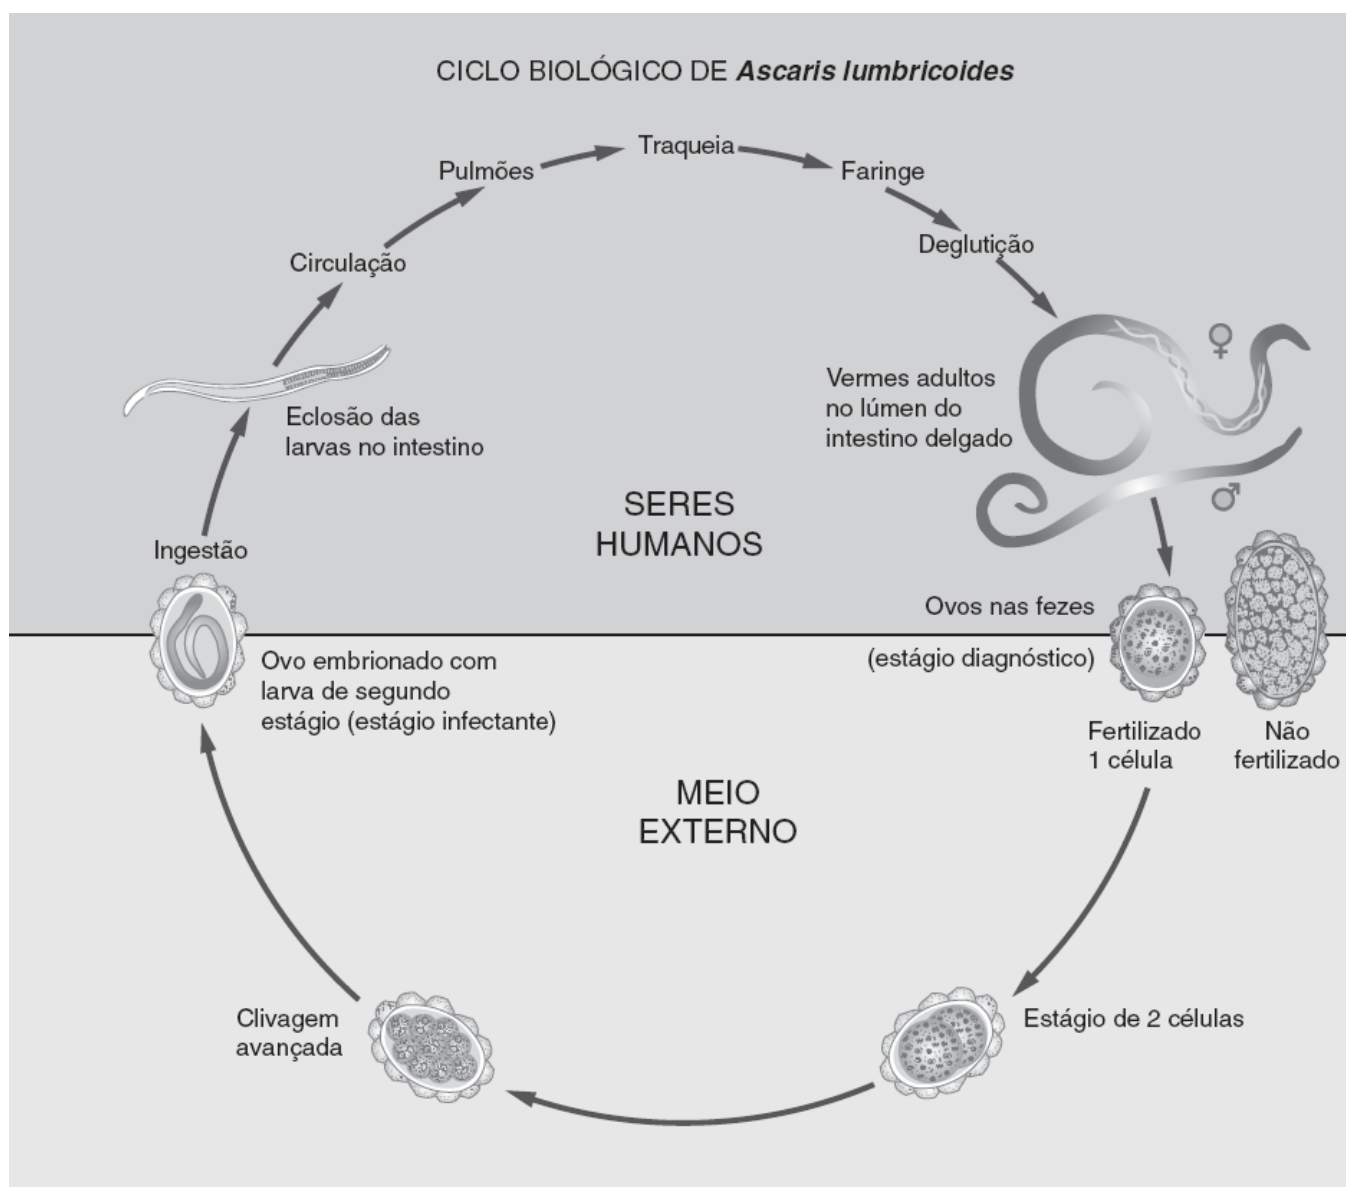 CICLO BIOLÓGICO DE Ascaris lumbricoides
Traqueia
Pulmões
Faringe
Deglutição
Circulação
Vermes adultos
no lúmen do
intestino delgado
Eclosão das
larvas no intestino
SERES
HUMANOS
Ingestão
Ovos nas fezes
(estágio diagnóstico)
Ovo embrionado com
larva de segundo
estágio (estágio infectante)
Fertilizado
1 célula
Não
fertilizado
MEIO
EXTERNO
Clivagem
avançada
Estágio de 2 células